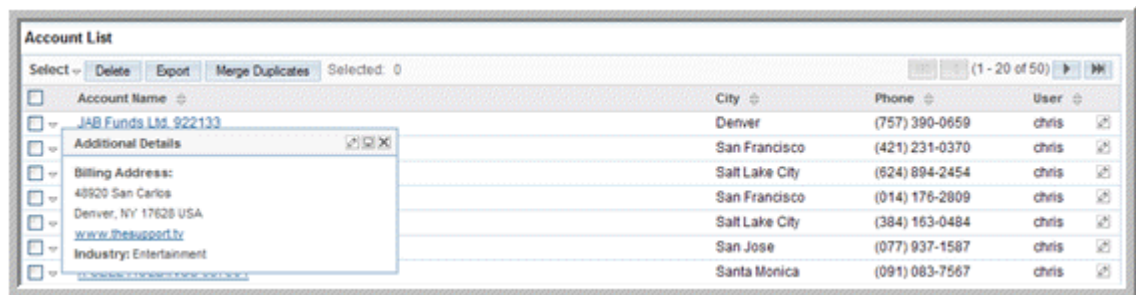 Account List
Select Delete Export Merge Duplicates Selected: 0 (1 - 20 of 50)
Account Name City Phone User
JAB Funds Ltd. 922133 Denver (757) 390-0659 chris
Additional Details San Francisco (421) 231-0370 chris
Billing Address: Salt Lake City (624) 894-2454 chris
48920 San Carlos San Francisco (014) 176-2809 chris
Denver, NY 17628 USA Salt Lake City (384) 163-0484 chris
www.thesupport.tv
Industry: Entertainment San Jose (077) 937-1587 chris
Santa Monica (091) 083-7567 chris